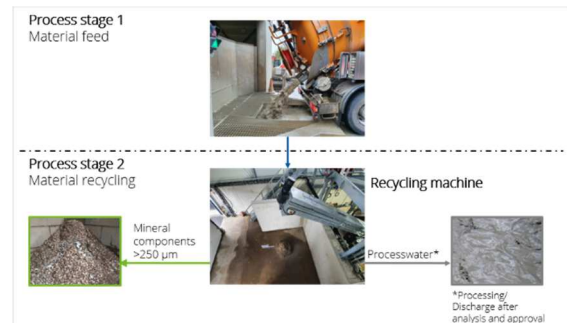 Process stage 1
Material feed
Process stage 2
Material recycling
Recycling machine
Mineral
components
>250 µm
Processwater*
*Processing/
Discharge after
analysis and approval